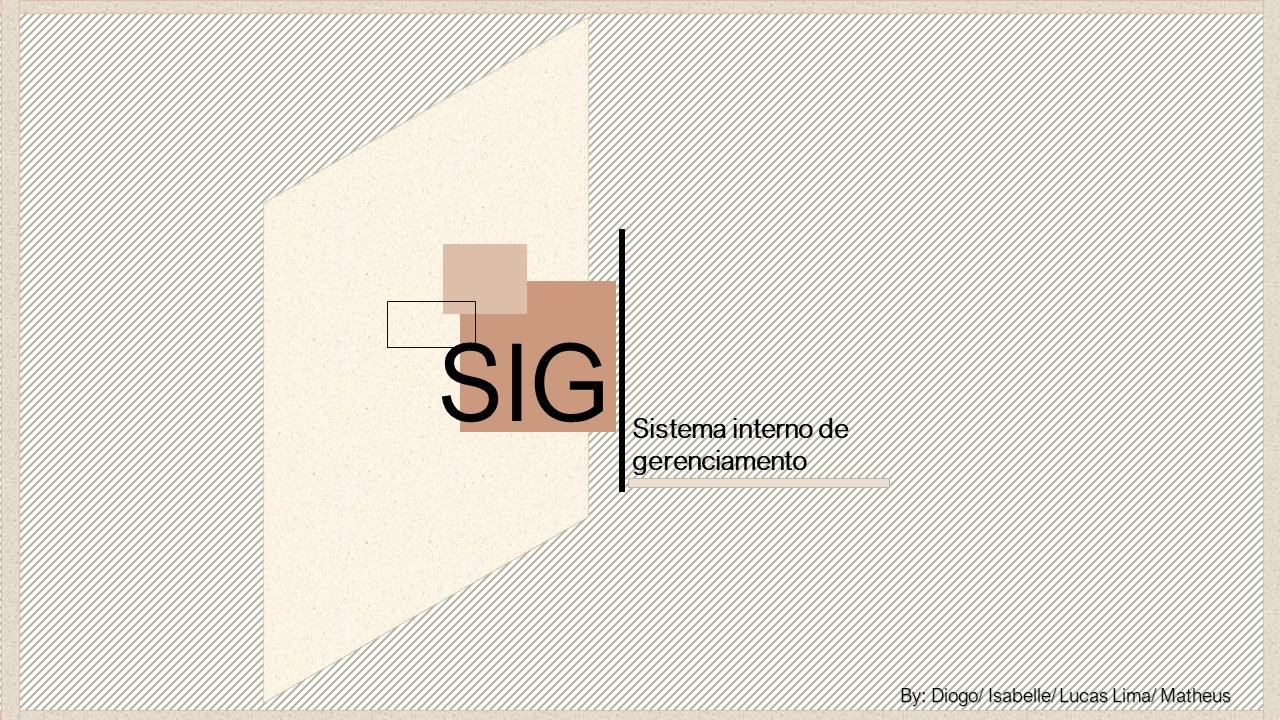 SIG
Sistema interno de
gerenciamento
By: Diogo/ Isabelle/ Lucas Lima/ Matheus